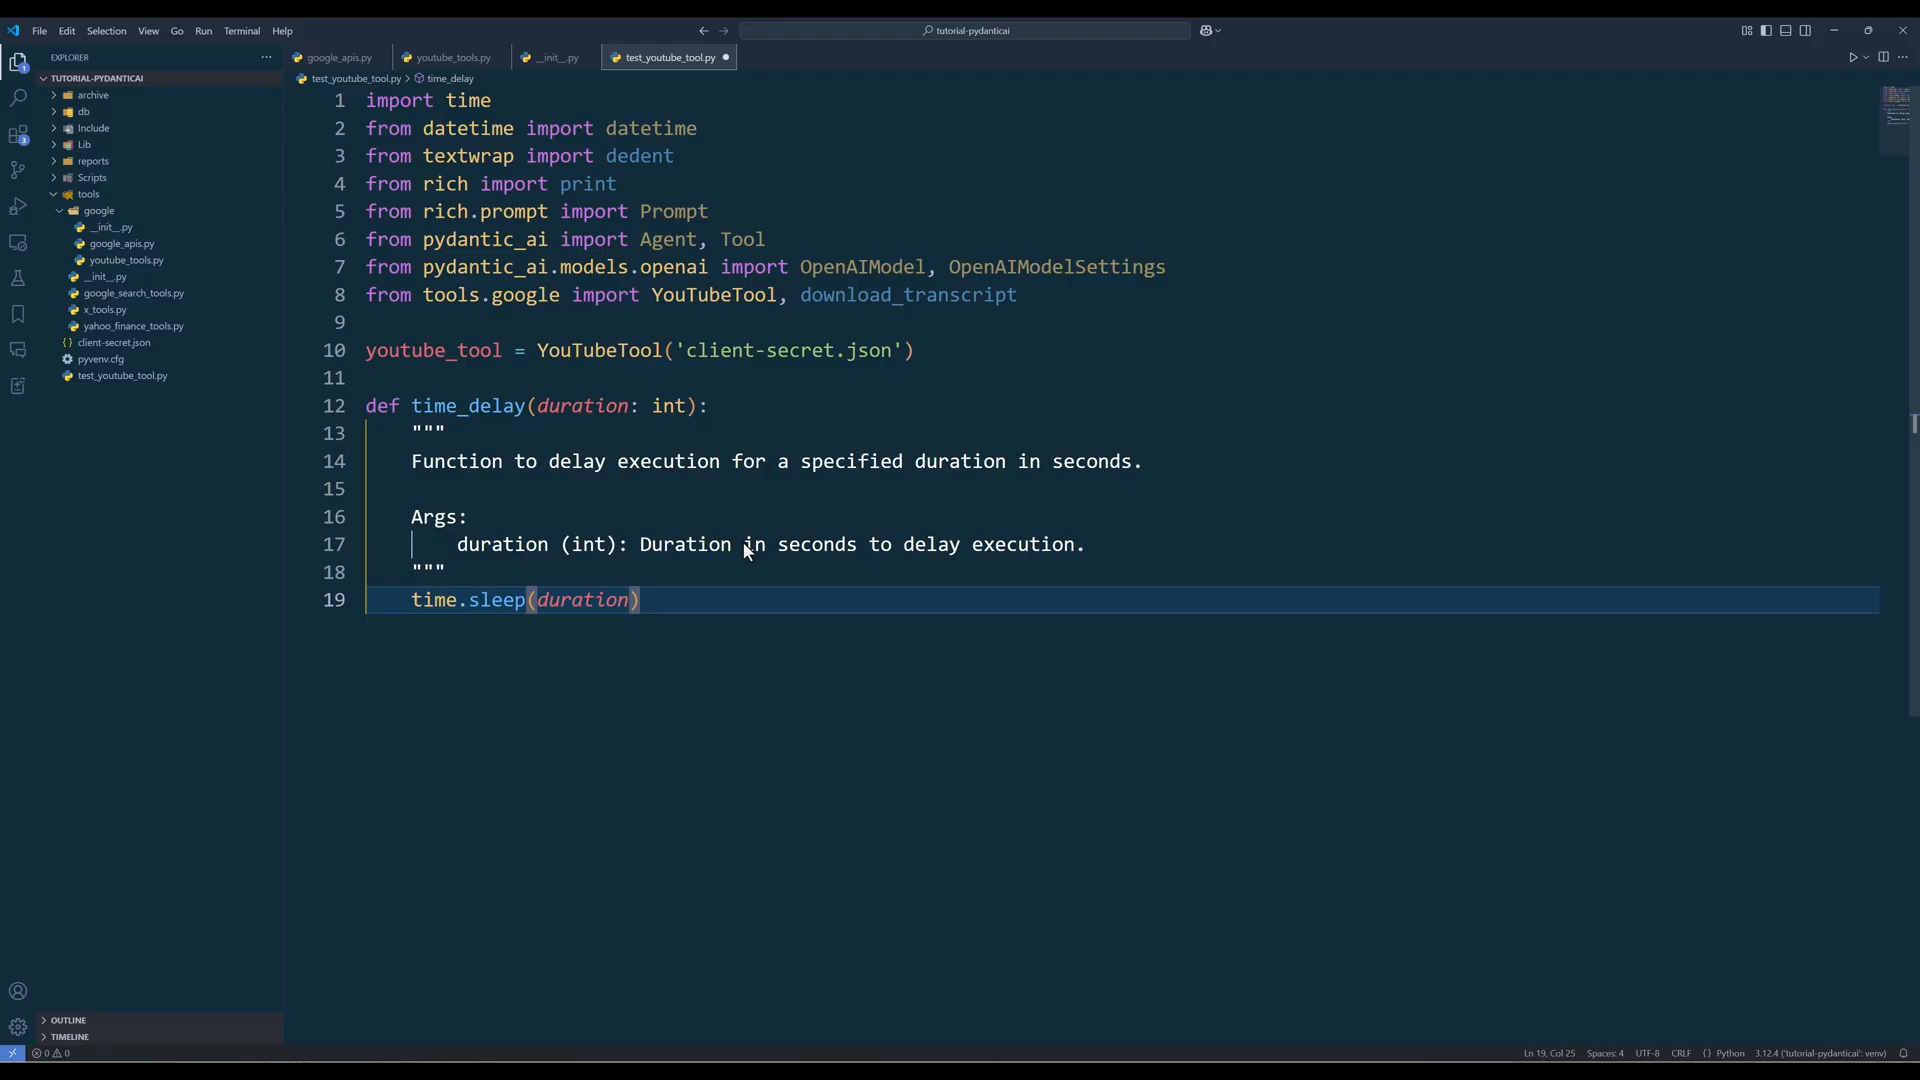 File Edit Selection View Go Run Terminal Help
tutorial-pydanticai
EXPLORER
google_apis.py youtube_tools.py __init__.py test_youtube_tool.py
TUTORIAL-PYDANTICAI
test_youtube_tool.py > time_delay
archive
db
Include
Lib
reports
Scripts
tools
google
__init__.py
google_apis.py
youtube_tools.py
__init__.py
google_search_tools.py
x_tools.py
yahoo_finance_tools.py
client-secret.json
pyvenv.cfg
test_youtube_tool.py
1 import time
2 from datetime import datetime
3 from textwrap import dedent
4 from rich import print
5 from rich.prompt import Prompt
6 from pydantic_ai import Agent, Tool
7 from pydantic_ai.models.openai import OpenAIModel, OpenAIModelSettings
8 from tools.google import YouTubeTool, download_transcript
9
10 youtube_tool = YouTubeTool('client-secret.json')
11
12 def time_delay(duration: int):
13 """
14 Function to delay execution for a specified duration in seconds.
15
16 Args:
17 duration (int): Duration in seconds to delay execution.
18 """
19 time.sleep(duration)
1
3
OUTLINE
TIMELINE
0 0
Ln 19, Col 25 Spaces: 4 UTF-8 CRLF {} Python 3.12.4 ('tutorial-pydanticai': venv)